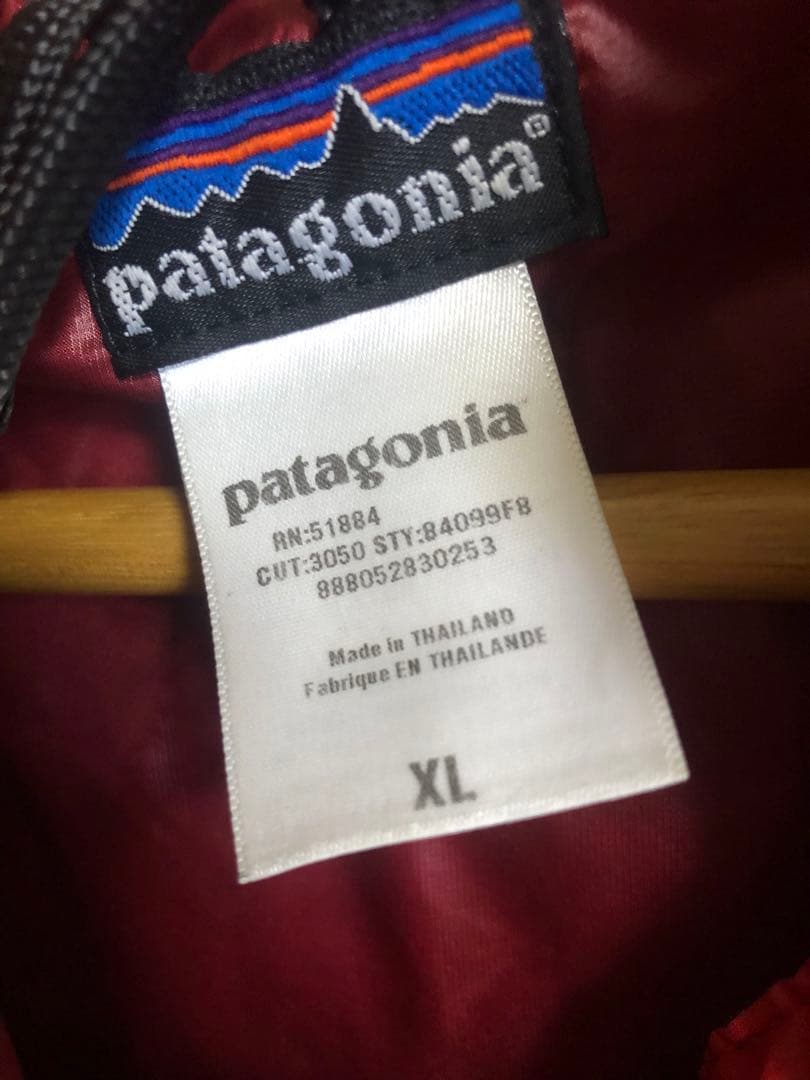 patagonia®
patagonia
RN:51884
CUT:3050 STY:84099F8
888052830253
Made in THAILAND
Fabrique EN THAILANDE
XL